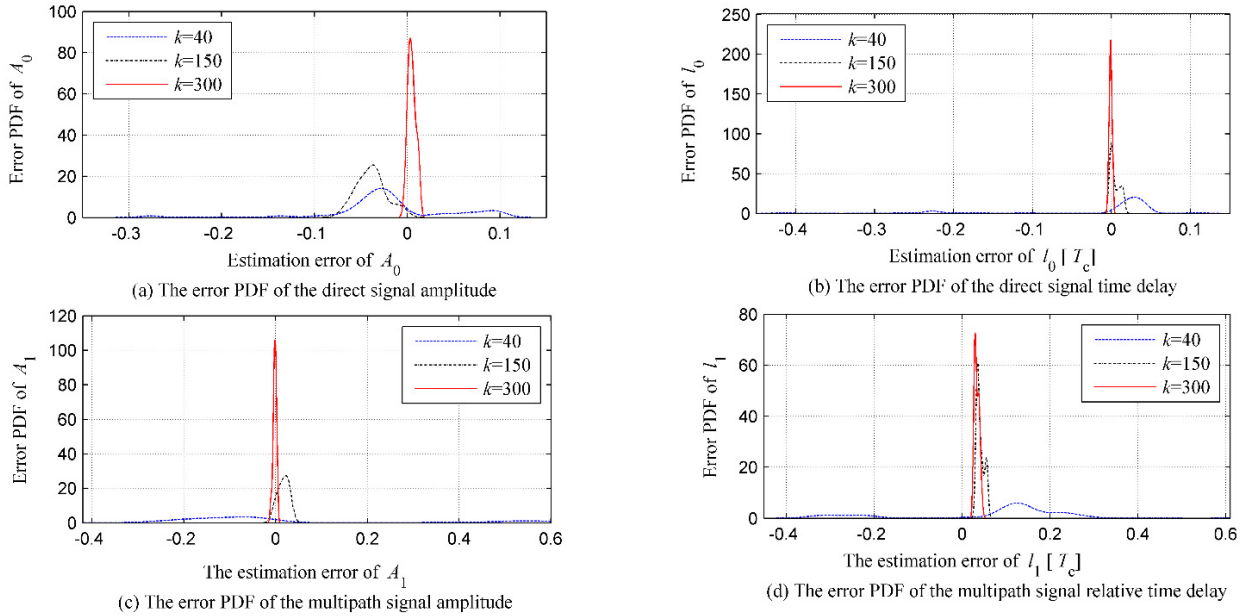 100
80
60
40
20
0
Error PDF of A0
k=40
k=150
k=300
-0.3
-0.2
-0.1
0
0.1
Estimation error of A0
(a) The error PDF of the direct signal amplitude
250
200
150
100
50
0
Error PDF of l0
k=40
k=150
k=300
-0.4
-0.3
-0.2
-0.1
0
0.1
Estimation error of l0 [ Tc]
(b) The error PDF of the direct signal time delay
120
100
80
60
40
20
0
Error PDF of A1
k=40
k=150
k=300
-0.4
-0.2
0
0.2
0.4
0.6
The estimation error of A1
(c) The error PDF of the multipath signal amplitude
80
60
40
20
0
Error PDF of l1
k=40
k=150
k=300
-0.4
-0.2
0
0.2
0.4
0.6
The estimation error of l1 [ Tc]
(d) The error PDF of the multipath signal relative time delay